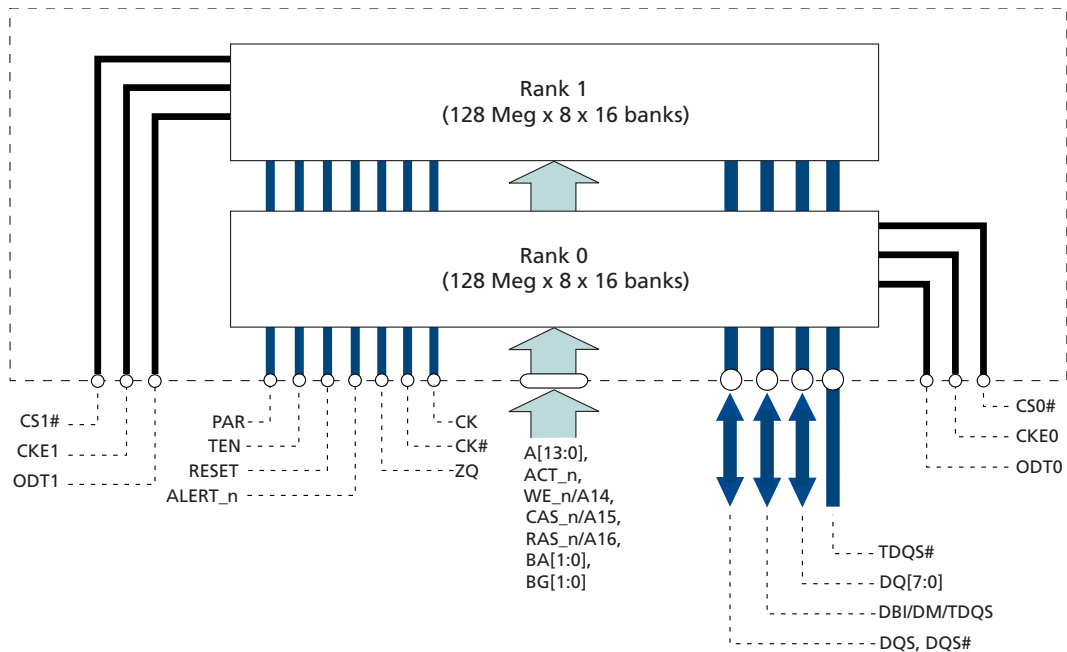 Rank 1
(128 Meg x 8 x 16 banks)
Rank 0
(128 Meg x 8 x 16 banks)
CS1#
CKE1
ODT1
PAR
TEN
RESET
ALERT_n
CK
CK#
ZQ
A[13:0],
ACT_n,
WE_n/A14,
CAS_n/A15,
RAS_n/A16,
BA[1:0],
BG[1:0]
CS0#
CKE0
ODT0
TDQS#
DQ[7:0]
DBI/DM/TDQS
DQS, DQS#